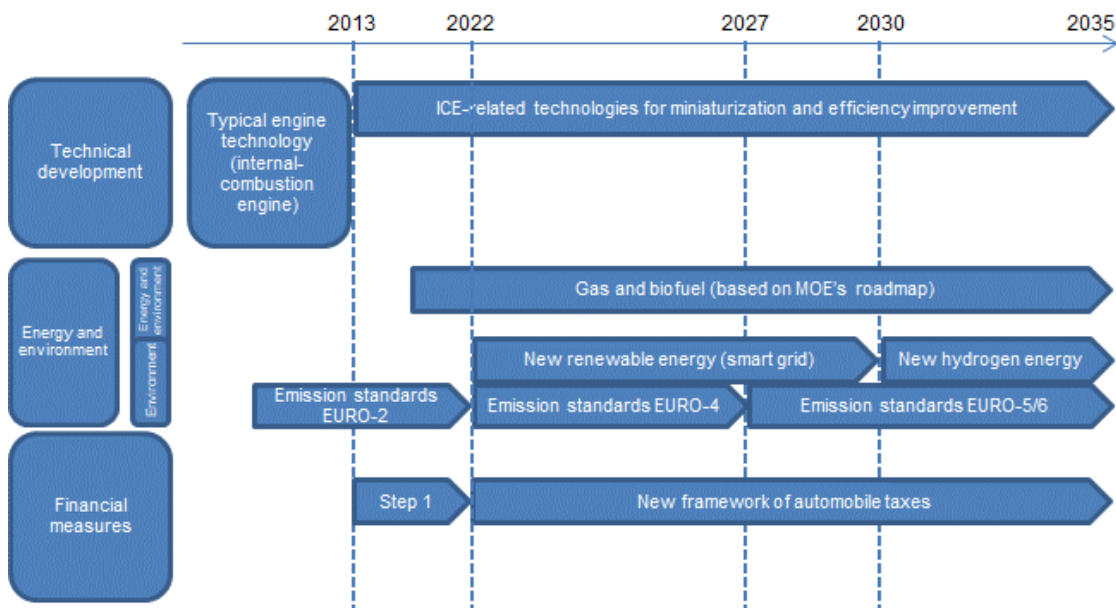 2013 2022 2027 2030 2035
Technical
development
Typical engine
technology
(internal-
combustion
engine)
ICE-related technologies for miniaturization and efficiency improvement
Energy and
environment
Energy and
environment
Environment
Gas and biofuel (based on MOE's roadmap)
New renewable energy (smart grid)
New hydrogen energy
Emission standards
EURO-2
Emission standards EURO-4
Emission standards EURO-5/6
Financial
measures
Step 1
New framework of automobile taxes